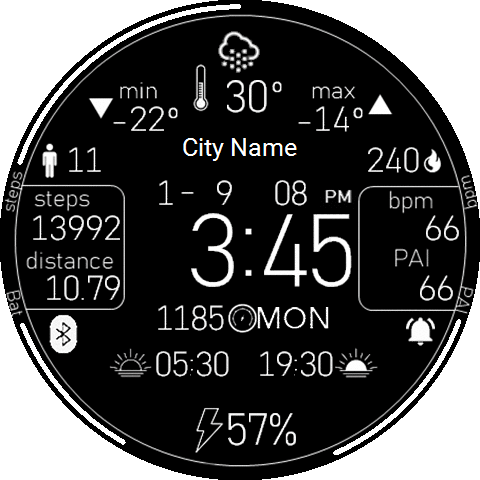 30°
min
-22°
max
-14°
City Name
11
240
steps
bpm
steps
13992
distance
10.79
1- 9 08 PM
3:45
bpm
66
PAI
66
Bat
PAI
1185 MON
05:30 19:30
57%